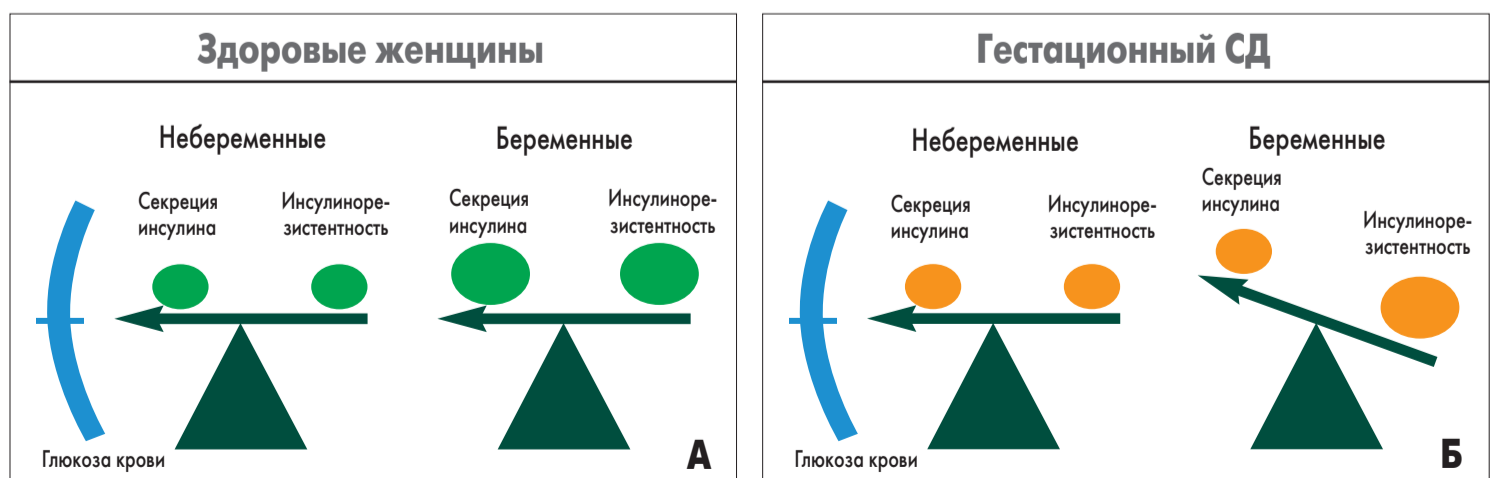 Здоровые женщины
Небеременные
Беременные
Секреция
инсулина
Инсулиноре-
зистентность
Секреция
инсулина
Инсулиноре-
зистентность
Глюкоза крови
А
Гестационный СД
Небеременные
Беременные
Секреция
инсулина
Инсулиноре-
зистентность
Секреция
инсулина
Инсулиноре-
зистентность
Глюкоза крови
Б